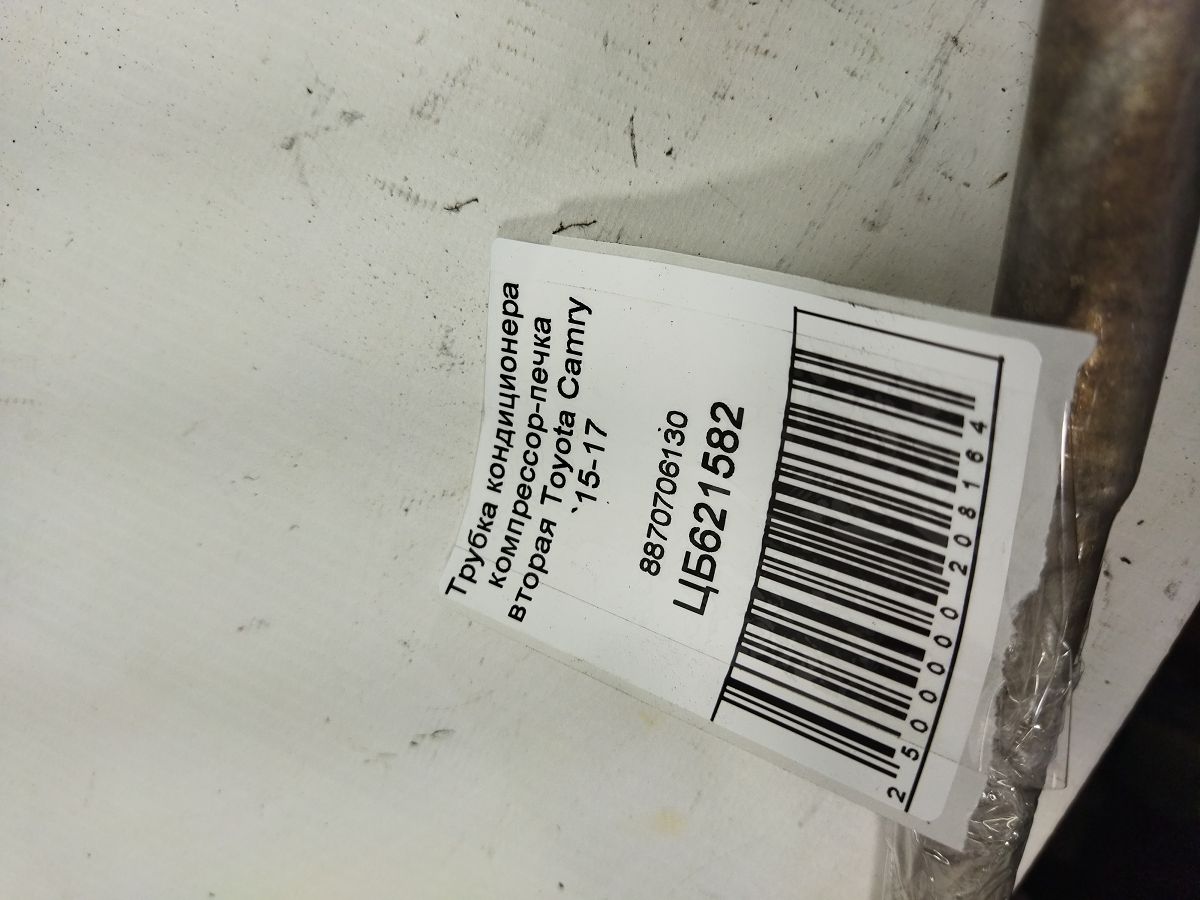 Трубка кондиционера
компрессор-печка
вторая Toyota Camry
`15-17
8870706130
ЦБ621582
2500000208164